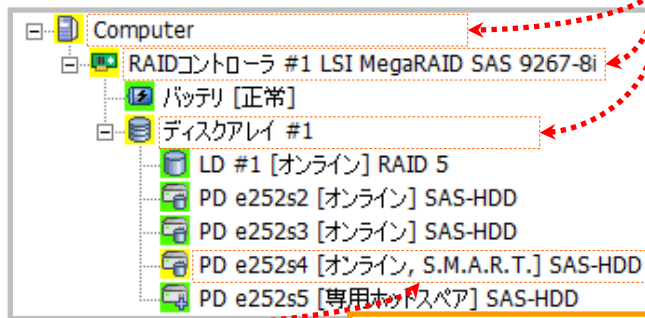 Computer
RAIDコントローラ #1 LSI MegaRAID SAS 9267-8i
バッテリ [正常]
ディスクアレイ #1
LD #1 [オンライン] RAID 5
PD e252s2 [オンライン] SAS-HDD
PD e252s3 [オンライン] SAS-HDD
PD e252s4 [オンライン, S.M.A.R.T.] SAS-HDD
PD e252s5 [専用ホットスペア] SAS-HDD